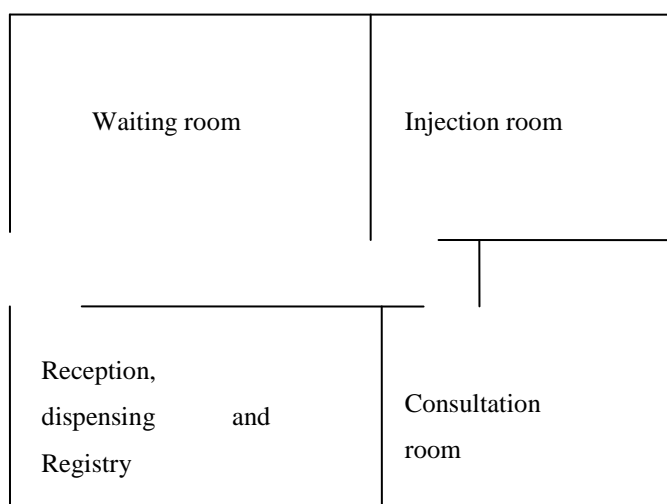 Waiting room
Injection room
Reception,
dispensing and
Registry
Consultation
room